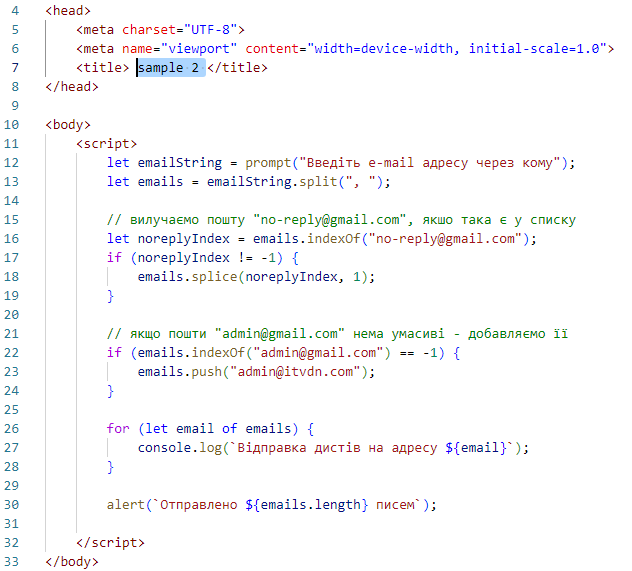 4 <head>
5 <meta charset="UTF-8">
6 <meta name="viewport" content="width=device-width, initial-scale=1.0">
7 <title> sample 2 </title>
8 </head>
9
10 <body>
11 <script>
12 let emailString = prompt("Введіть e-mail адресу через кому");
13 let emails = emailString.split(", ");
14
15 // вилучаємо пошту "no-reply@gmail.com", якшо така є у списку
16 let noreplyIndex = emails.indexOf("no-reply@gmail.com");
17 if (noreplyIndex != -1) {
18 emails.splice(noreplyIndex, 1);
19 }
20
21 // якщо пошти "admin@gmail.com" нема умасиві - добавляємо її
22 if (emails.indexOf("admin@gmail.com") == -1) {
23 emails.push("admin@itvdn.com");
24 }
25
26 for (let email of emails) {
27 console.log(`Відправка дистів на адресу ${email}`);
28 }
29
30 alert(`Отправлено ${emails.length} писем`);
31
32 </script>
33 </body>